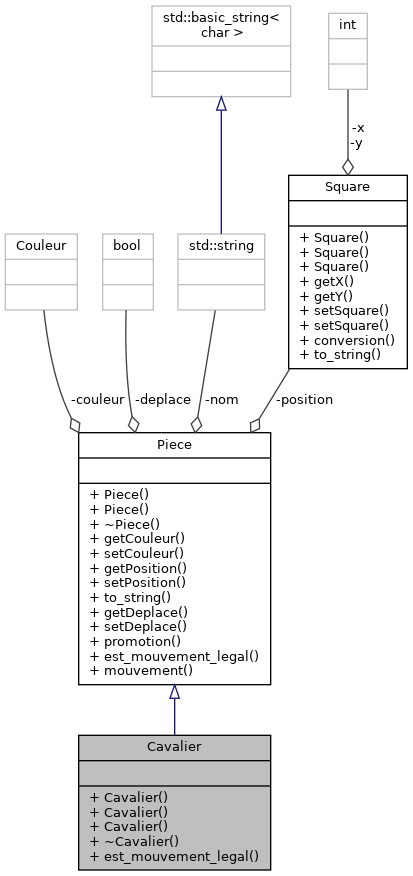 std::basic_string<
char >
int
-x
-y
Square
+ Square()
+ Square()
+ Square()
+ getX()
+ getY()
+ setSquare()
+ setSquare()
+ conversion()
+ to_string()
Couleur
bool
std::string
-couleur
-deplace
-nom
-position
Piece
+ Piece()
+ Piece()
+ ~Piece()
+ getCouleur()
+ setCouleur()
+ getPosition()
+ setPosition()
+ to_string()
+ getDeplace()
+ setDeplace()
+ promotion()
+ est_mouvement_legal()
+ mouvement()
Cavalier
+ Cavalier()
+ Cavalier()
+ Cavalier()
+ ~Cavalier()
+ est_mouvement_legal()